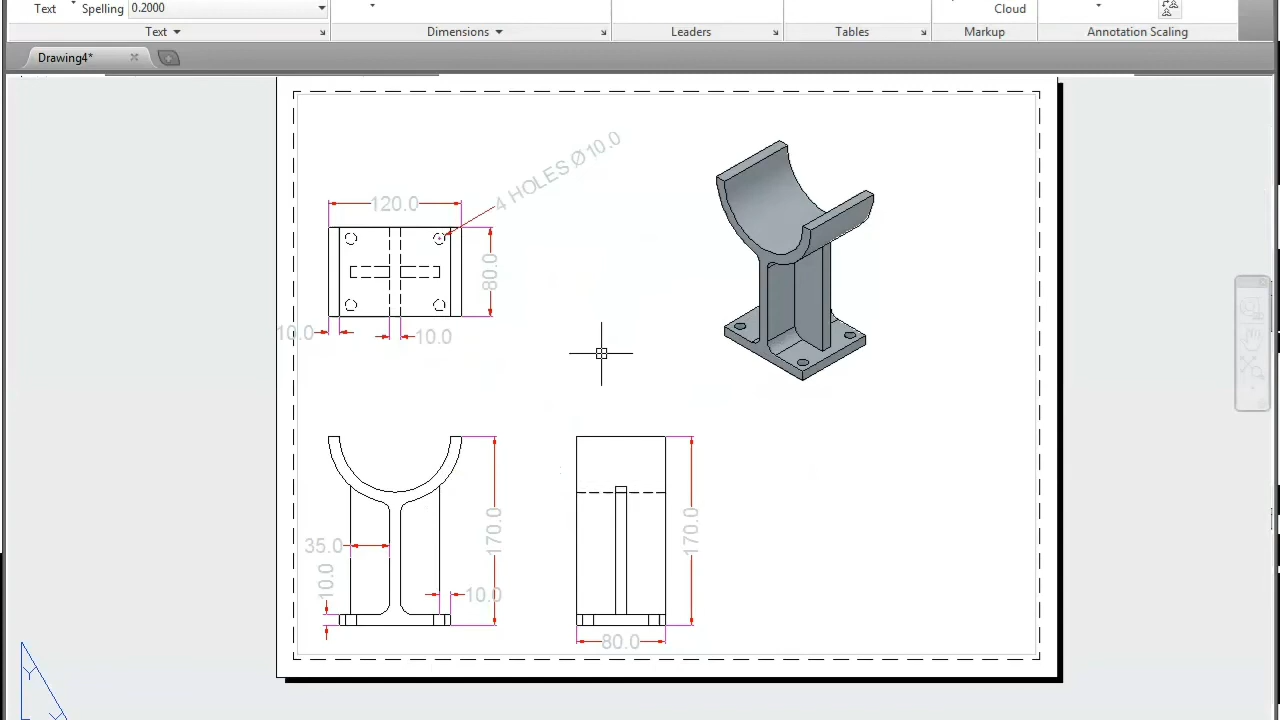 Text Spelling 0.2000 Cloud
Text Dimensions Leaders Tables Markup Annotation Scaling
Drawing4*
4 HOLES Ø10.0
120.0
80.0
10.0 10.0
35.0
10.0
10.0
170.0
170.0
80.0
Y